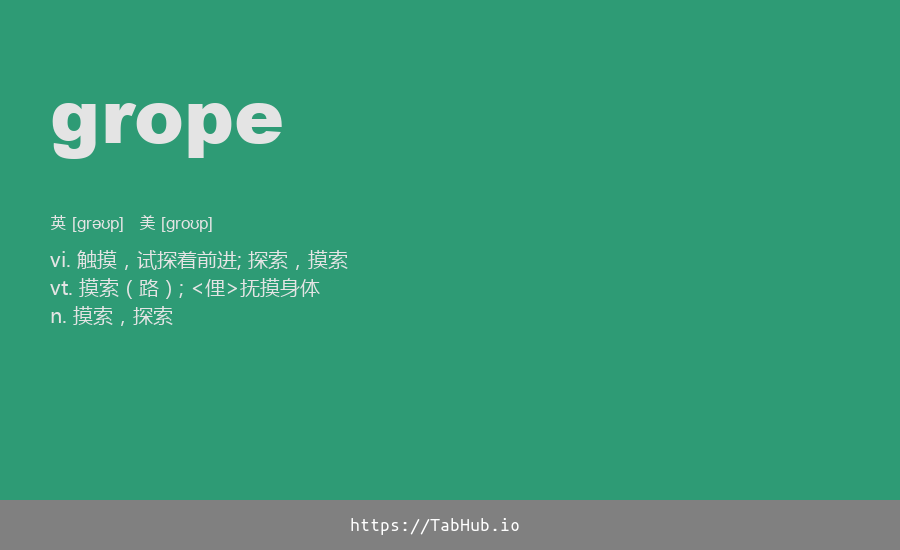 grope
英 [grəʊp] 美 [groʊp]
vi. 触摸，试探着前进; 探索，摸索
vt. 摸索（路）; <俚>抚摸身体
n. 摸索，探索
https://TabHub.io